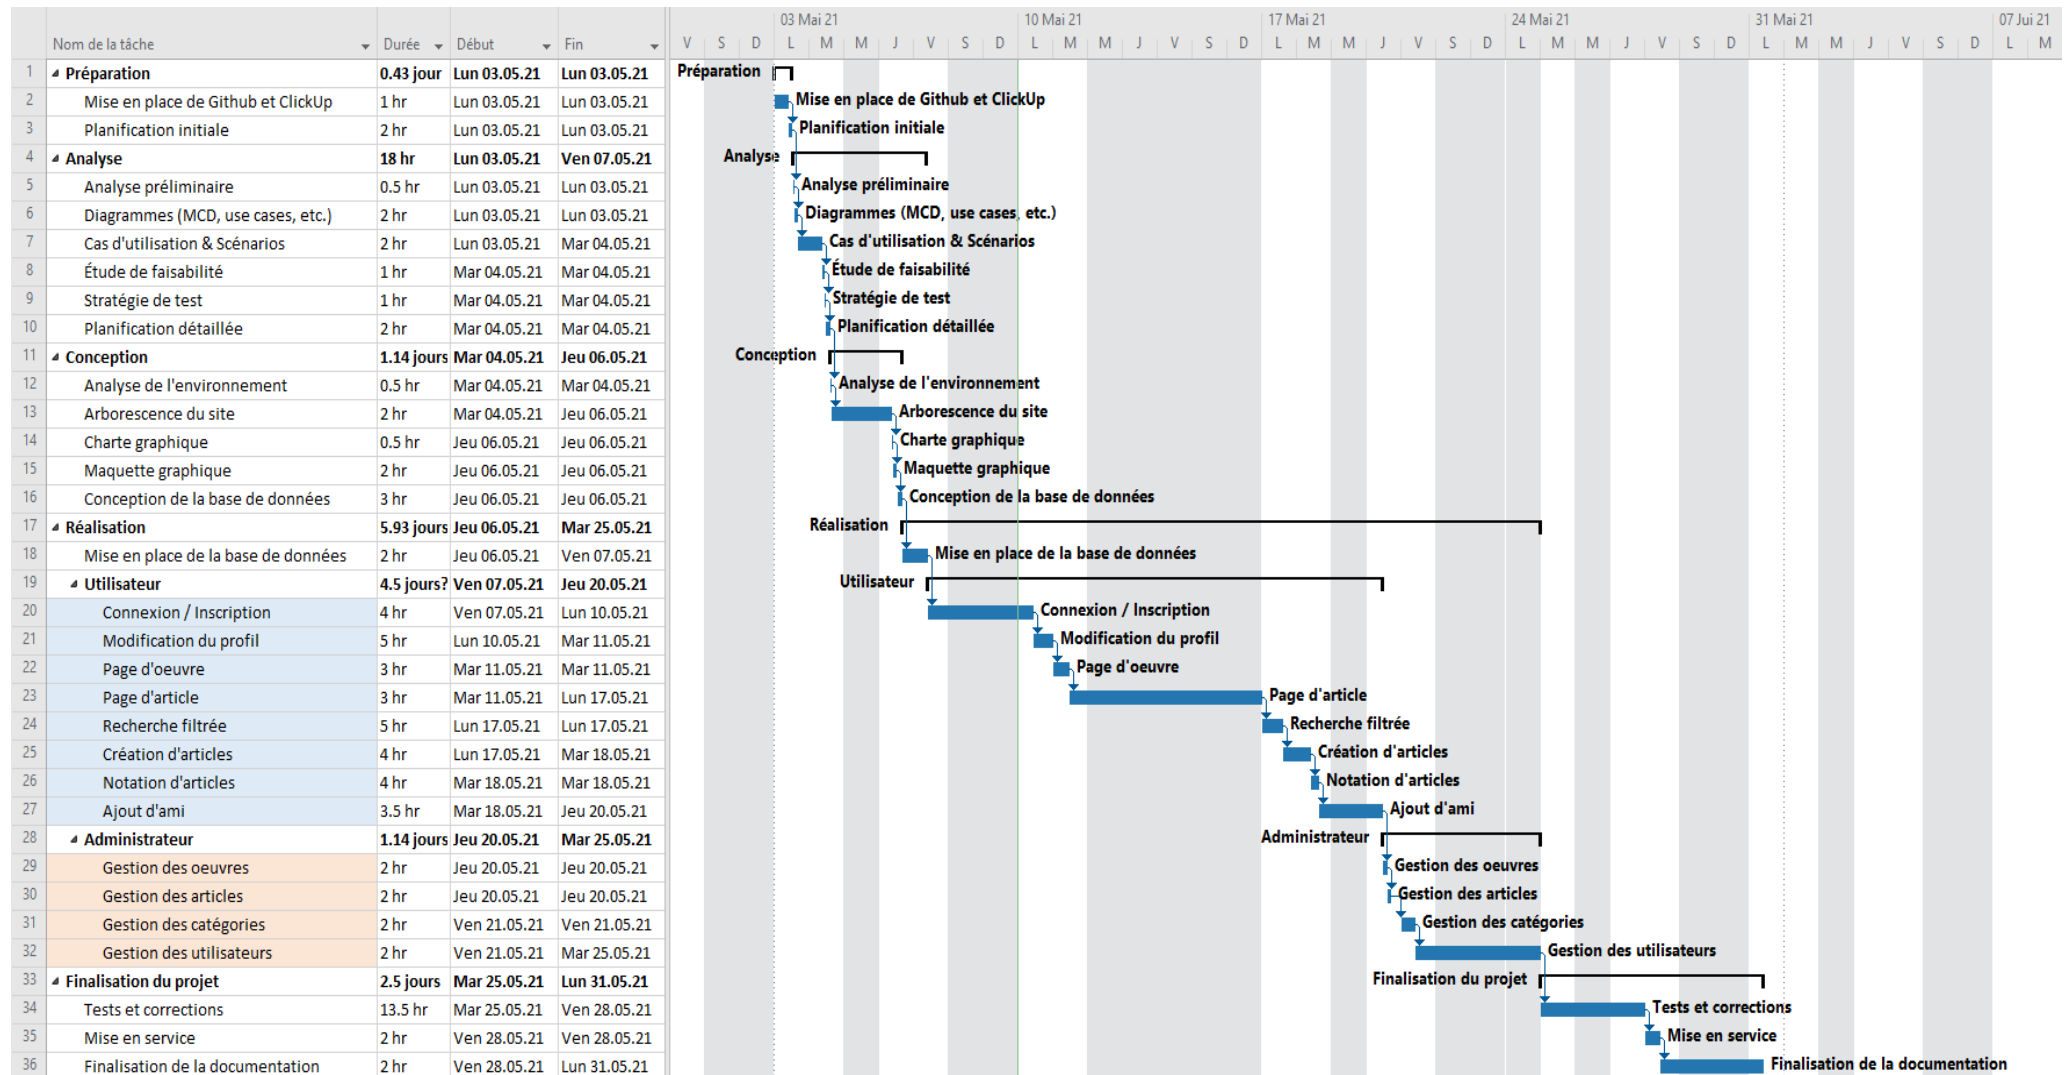 03 Mai 21 10 Mai 21 17 Mai 21 24 Mai 21 31 Mai 21 07 Jui 21
Nom de la tâche Durée Début Fin V S D L M M J V S D L M M J V S D L M M J V S D L M M J V S D L M M J V S D L M
1 Préparation 0.43 jour Lun 03.05.21 Lun 03.05.21 Préparation
2 Mise en place de Github et ClickUp 1 hr Lun 03.05.21 Lun 03.05.21 Mise en place de Github et ClickUp
3 Planification initiale 2 hr Lun 03.05.21 Lun 03.05.21 Planification initiale
4 Analyse 18 hr Lun 03.05.21 Ven 07.05.21 Analyse
5 Analyse préliminaire 0.5 hr Lun 03.05.21 Lun 03.05.21 Analyse préliminaire
6 Diagrammes (MCD, use cases, etc.) 2 hr Lun 03.05.21 Lun 03.05.21 Diagrammes (MCD, use cases, etc.)
7 Cas d'utilisation & Scénarios 2 hr Lun 03.05.21 Mar 04.05.21 Cas d'utilisation & Scénarios
8 Étude de faisabilité 1 hr Mar 04.05.21 Mar 04.05.21 Étude de faisabilité
9 Stratégie de test 1 hr Mar 04.05.21 Mar 04.05.21 Stratégie de test
10 Planification détaillée 2 hr Mar 04.05.21 Mar 04.05.21 Planification détaillée
11 Conception 1.14 jours Mar 04.05.21 Jeu 06.05.21 Conception
12 Analyse de l'environnement 0.5 hr Mar 04.05.21 Mar 04.05.21 Analyse de l'environnement
13 Arborescence du site 2 hr Mar 04.05.21 Jeu 06.05.21 Arborescence du site
14 Charte graphique 0.5 hr Jeu 06.05.21 Jeu 06.05.21 Charte graphique
15 Maquette graphique 2 hr Jeu 06.05.21 Jeu 06.05.21 Maquette graphique
16 Conception de la base de données 3 hr Jeu 06.05.21 Jeu 06.05.21 Conception de la base de données
17 Réalisation 5.93 jours Jeu 06.05.21 Mar 25.05.21 Réalisation
18 Mise en place de la base de données 2 hr Jeu 06.05.21 Ven 07.05.21 Mise en place de la base de données
19 Utilisateur 4.5 jours? Ven 07.05.21 Jeu 20.05.21 Utilisateur
20 Connexion / Inscription 4 hr Ven 07.05.21 Lun 10.05.21 Connexion / Inscription
21 Modification du profil 5 hr Lun 10.05.21 Mar 11.05.21 Modification du profil
22 Page d'oeuvre 3 hr Mar 11.05.21 Mar 11.05.21 Page d'oeuvre
23 Page d'article 3 hr Mar 11.05.21 Lun 17.05.21 Page d'article
24 Recherche filtrée 5 hr Lun 17.05.21 Lun 17.05.21 Recherche filtrée
25 Création d'articles 4 hr Lun 17.05.21 Mar 18.05.21 Création d'articles
26 Notation d'articles 4 hr Mar 18.05.21 Mar 18.05.21 Notation d'articles
27 Ajout d'ami 3.5 hr Mar 18.05.21 Jeu 20.05.21 Ajout d'ami
28 Administrateur 1.14 jours Jeu 20.05.21 Mar 25.05.21 Administrateur
29 Gestion des oeuvres 2 hr Jeu 20.05.21 Jeu 20.05.21 Gestion des oeuvres
30 Gestion des articles 2 hr Jeu 20.05.21 Jeu 20.05.21 Gestion des articles
31 Gestion des catégories 2 hr Ven 21.05.21 Ven 21.05.21 Gestion des catégories
32 Gestion des utilisateurs 2 hr Ven 21.05.21 Mar 25.05.21 Gestion des utilisateurs
33 Finalisation du projet 2.5 jours Mar 25.05.21 Lun 31.05.21 Finalisation du projet
34 Tests et corrections 13.5 hr Mar 25.05.21 Ven 28.05.21 Tests et corrections
35 Mise en service 2 hr Ven 28.05.21 Ven 28.05.21 Mise en service
36 Finalisation de la documentation 2 hr Ven 28.05.21 Lun 31.05.21 Finalisation de la documentation